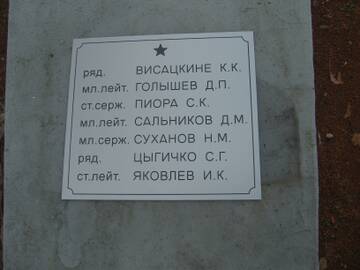 ряд. ВИСАЦКИНЕ К.К.
мл.лейт. ГОЛЫШЕВ Д.П.
ст.серж. ПИОРА С.К.
мл.лейт. САЛЬНИКОВ Д.М.
мл.серж. СУХАНОВ Н.М.
ряд. ЦЫГИЧКО С.Г.
ст.лейт. ЯКОВЛЕВ И.К.